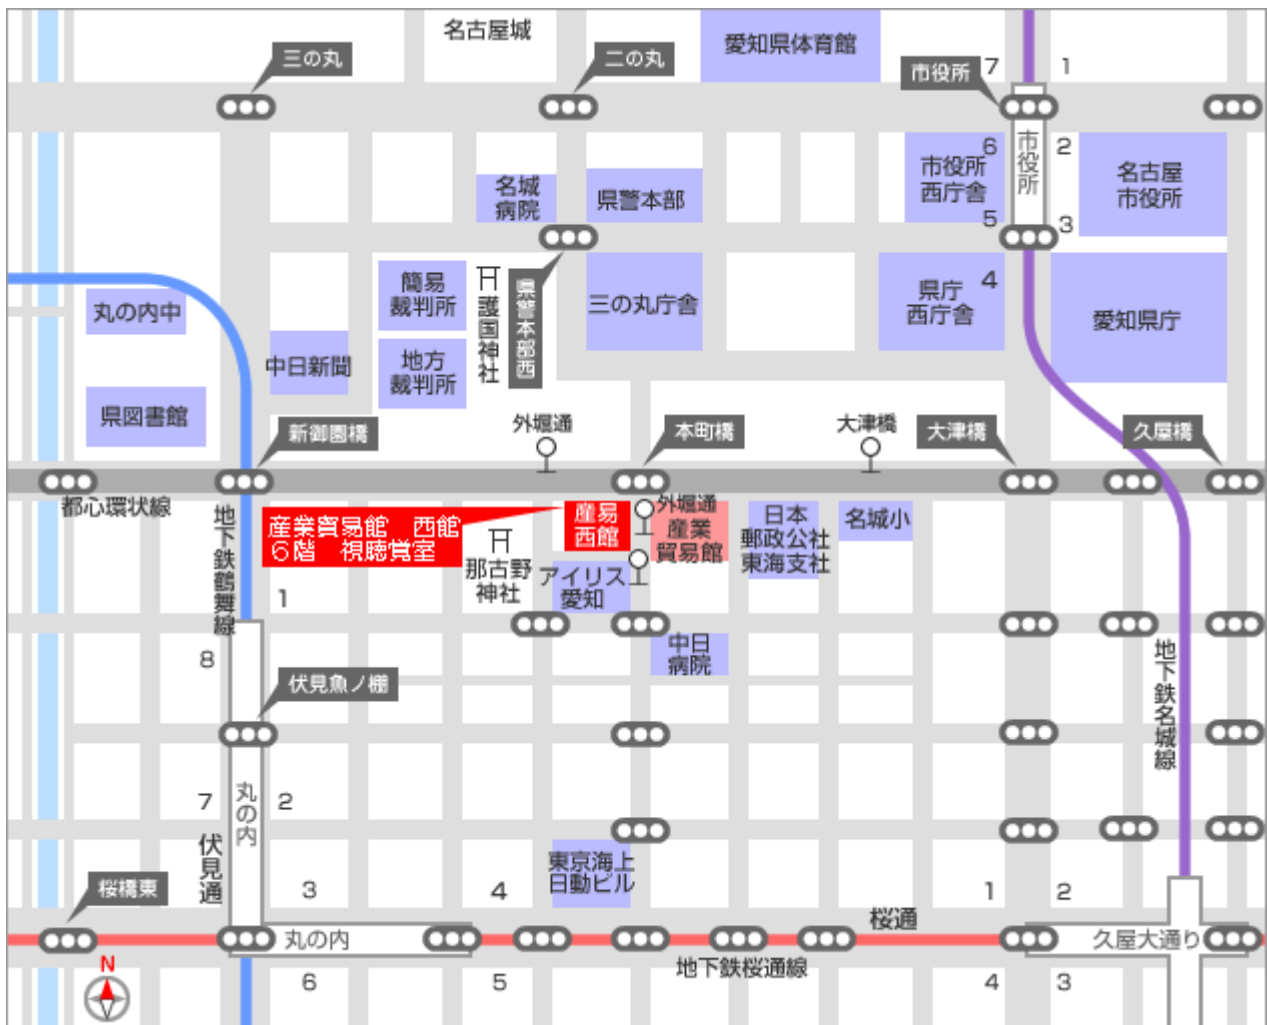 名古屋城
愛知県体育館
三の丸
二の丸
市役所
7
1
6
市役所
西庁舎
5
市役所
2
3
名古屋
市役所
名城
病院
県警本部
簡易
裁判所
護国神社
県警本部西
三の丸庁舎
県庁
西庁舎
4
愛知県庁
丸の内中
中日新聞
地方
裁判所
県図書館
新御園橋
外堀通
本町橋
大津橋
大津橋
久屋橋
都心環状線
地下鉄鶴舞線
産業貿易館 西館
6階 視聴覚室
産易
西館
外堀通
産業
貿易館
日本
郵政公社
東海支社
名城小
那古野
神社
アイリス
愛知
1
8
中日
病院
地下鉄名城線
伏見魚ノ棚
7
丸の内
2
伏見通
東京海上
日動ビル
桜橋東
3
4
1
2
桜通
丸の内
久屋大通り
N
地下鉄桜通線
6
5
4
3